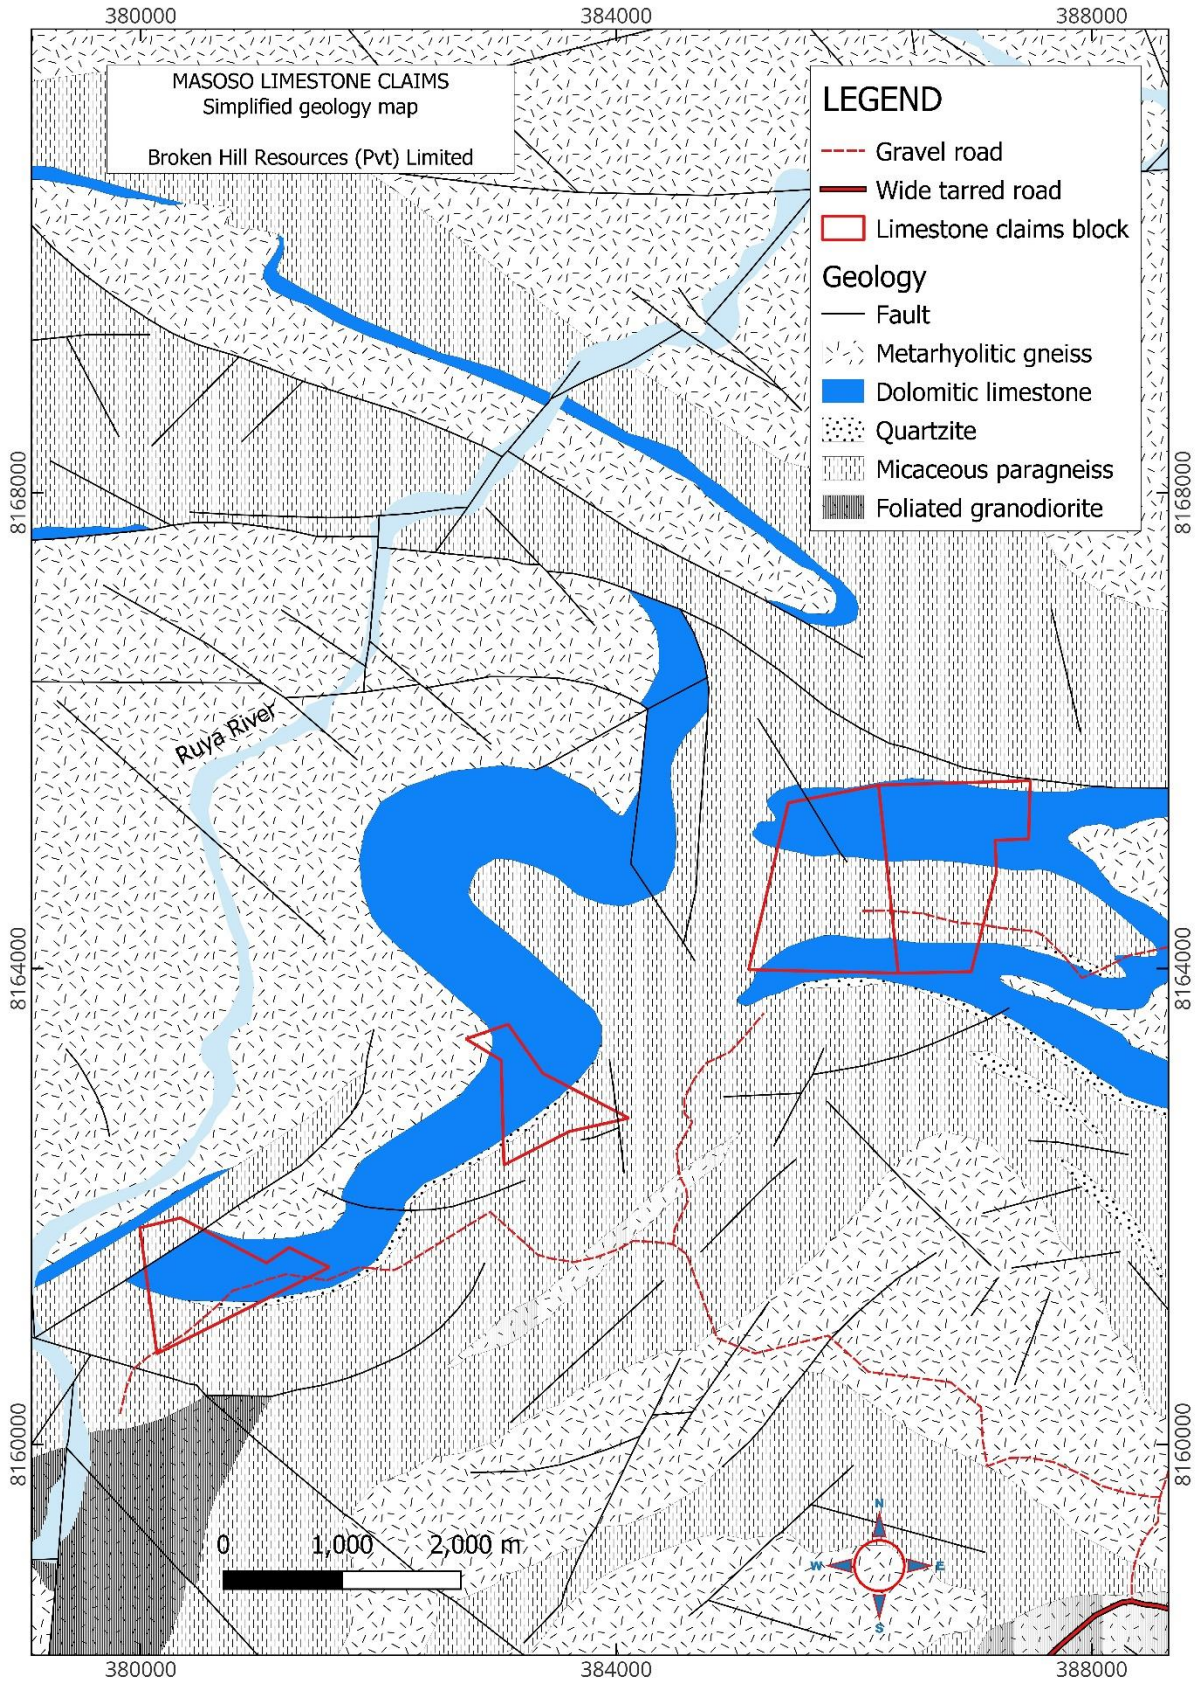 380000
384000
388000
MASOSO LIMESTONE CLAIMS
Simplified geology map
Broken Hill Resources (Pvt) Limited
LEGEND
Gravel road
Wide tarred road
Limestone claims block
Geology
Fault
Metarhyolitic gneiss
Dolomitic limestone
Quartzite
Micaceous paragneiss
Foliated granodiorite
8168000
8168000
Ruya River
8164000
8164000
8160000
8160000
0
1,000
2,000 m
N
W
E
S
380000
384000
388000